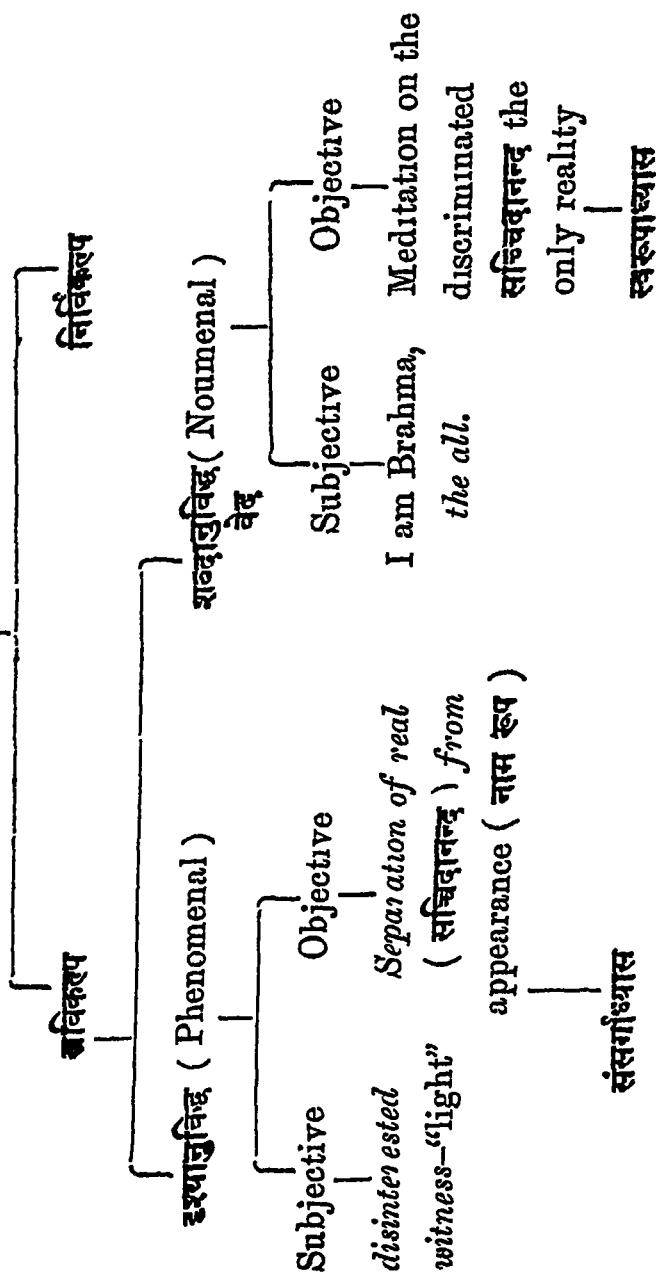 सविकल्प
निर्विकल्प
दृश्यानुविद्ध ( Phenomenal )
शब्दानुविद्ध ( Noumenal )
वेद
Subjective
disinterested
witness–“light”
Objective
Separation of real
( सच्चिदानन्द ) from
appearance ( नाम रूप )
संसर्गाध्यास
Subjective
I am Brahma,
the all.
Objective
Meditation on the
discriminated
सच्चिदानन्द the
only reality
स्वरूपाध्यास